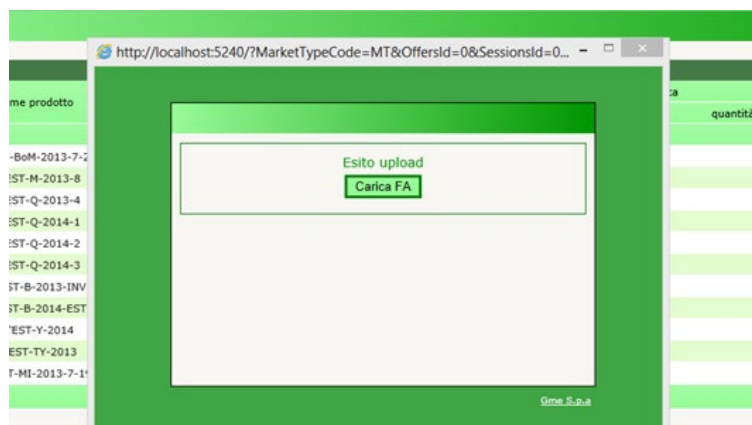 http://localhost:5240/?MarketTypeCode=MT&OffersId=0&SessionsId=0...
me prodotto
ta
quantità
-BoM-2013-7-2
EST-M-2013-8
EST-Q-2013-4
EST-Q-2014-1
EST-Q-2014-2
EST-Q-2014-3
ST-B-2013-INV
ST-B-2014-EST
EST-Y-2014
EST-TY-2013
T-MI-2013-7-19
Esito upload
Carica FA
Gme S.p.a